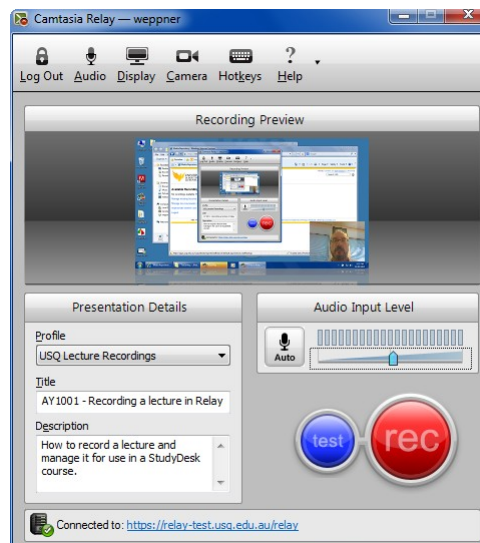 Camtasia Relay — weppner
Log Out Audio Display Camera Hotkeys Help
Recording Preview
Presentation Details
Audio Input Level
Profile
USQ Lecture Recordings
Auto
Title
AY1001 - Recording a lecture in Relay
Description
How to record a lecture and
manage it for use in a StudyDesk
course.
test
rec
Connected to: https://relay-test.usq.edu.au/relay